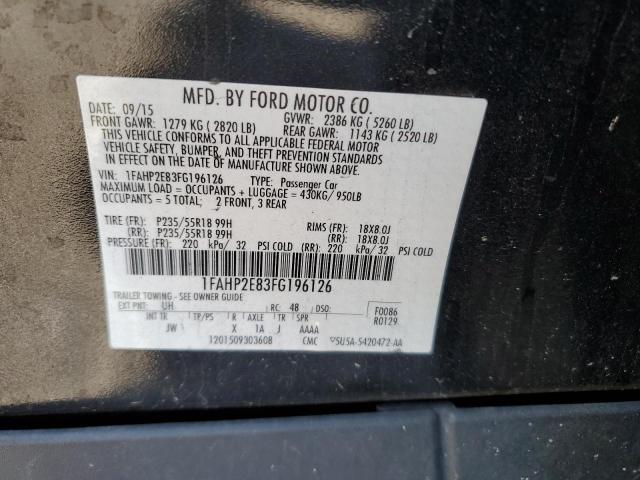 MFD. BY FORD MOTOR CO.
DATE: 09/15 GVWR: 2386 KG ( 5260 LB)
FRONT GAWR: 1279 KG ( 2820 LB) REAR GAWR: 1143 KG ( 2520 LB)
THIS VEHICLE CONFORMS TO ALL APPLICABLE FEDERAL MOTOR
VEHICLE SAFETY, BUMPER, AND THEFT PREVENTION STANDARDS
IN EFFECT ON THE DATE OF MANUFACTURE SHOWN ABOVE.
VIN: 1FAHP2E83FG196126 TYPE: Passenger Car
MAXIMUM LOAD = OCCUPANTS + LUGGAGE = 430KG/ 950LB
OCCUPANTS = 5 TOTAL; 2 FRONT, 3 REAR
TIRE (FR): P235/55R18 99H RIMS (FR): 18X8.0J
(RR): P235/55R18 99H (RR): 18X8.0J
PRESSURE (FR): 220 kPa/ 32 PSI COLD (RR): 220 kPa/ 32 PSI COLD
1FAHP2E83FG196126
TRAILER TOWING - SEE OWNER GUIDE
EXT PNT: UH RC: 48 DSO: F0086
INT TR TP/PS R AXLE TR SPR R0129
JW X 1A J AAAA
1201509303608 CMC ▽5U5A-5420472-AA